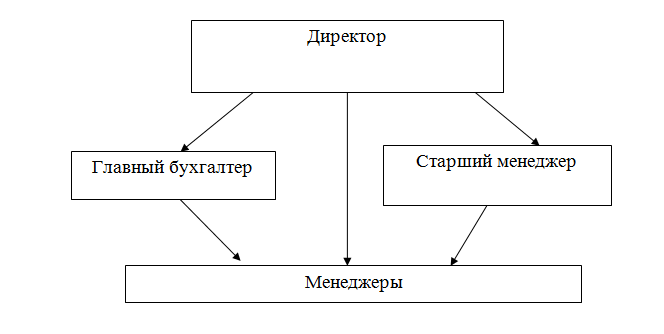 Директор
Главный бухгалтер
Старший менеджер
Менеджеры